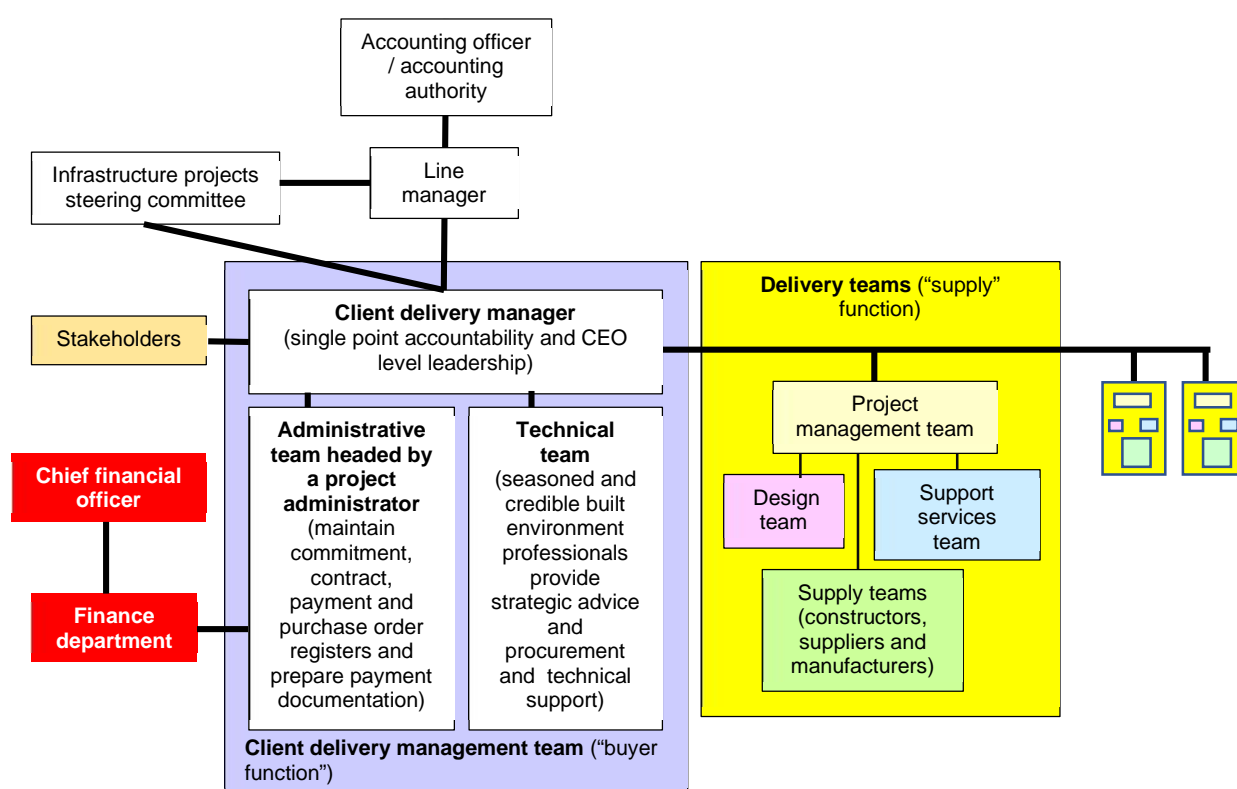 Accounting officer
/ accounting
authority
Infrastructure projects
steering committee
Line
manager
Client delivery manager
(single point accountability and CEO
level leadership)
Stakeholders
Administrative
team headed by
a project
administrator
(maintain
commitment,
contract,
payment and
purchase order
registers and
prepare payment
documentation)
Technical
team
(seasoned and
credible built
environment
professionals
provide
strategic advice
and
procurement
and technical
support)
Client delivery management team (“buyer
function”)
Chief financial
officer
Finance
department
Delivery teams (“supply”
function)
Project
management team
Design
team
Support
services
team
Supply teams
(constructors,
suppliers and
manufacturers)